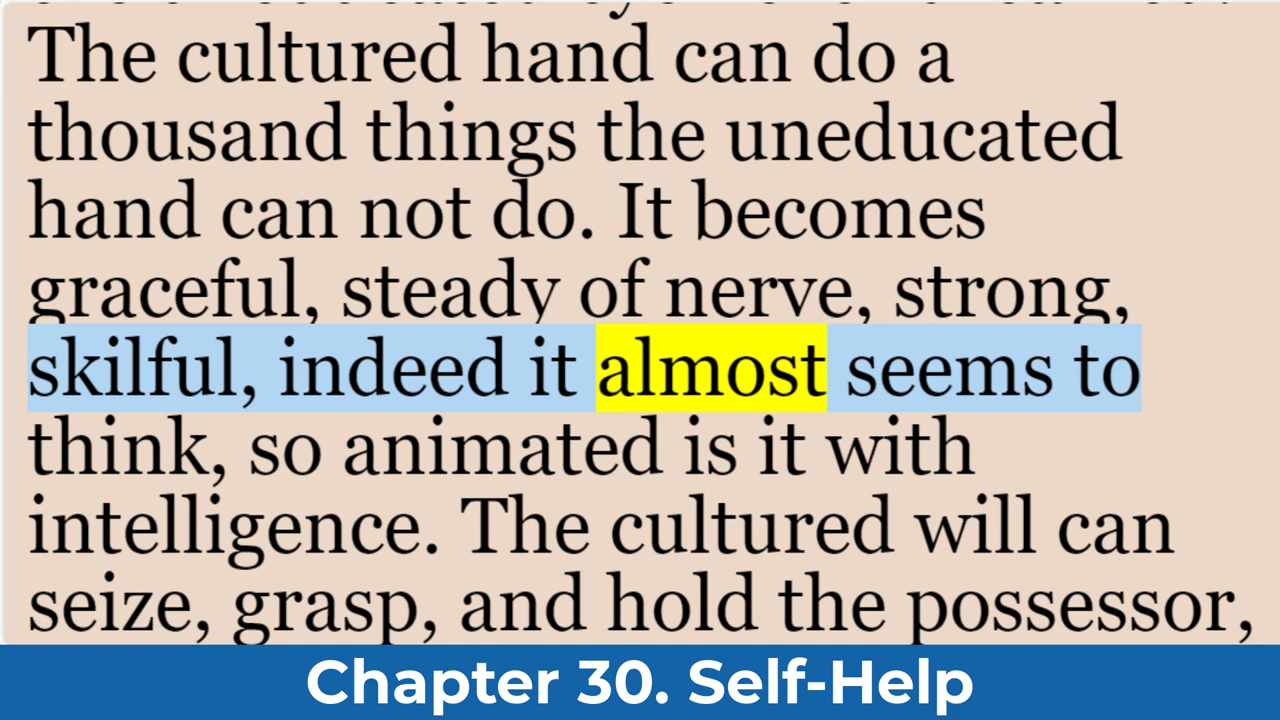 The cultured hand can do a
thousand things the uneducated
hand can not do. It becomes
graceful, steady of nerve, strong,
skilful, indeed it almost seems to
think, so animated is it with
intelligence. The cultured will can
seize, grasp, and hold the possessor,
Chapter 30. Self-Help